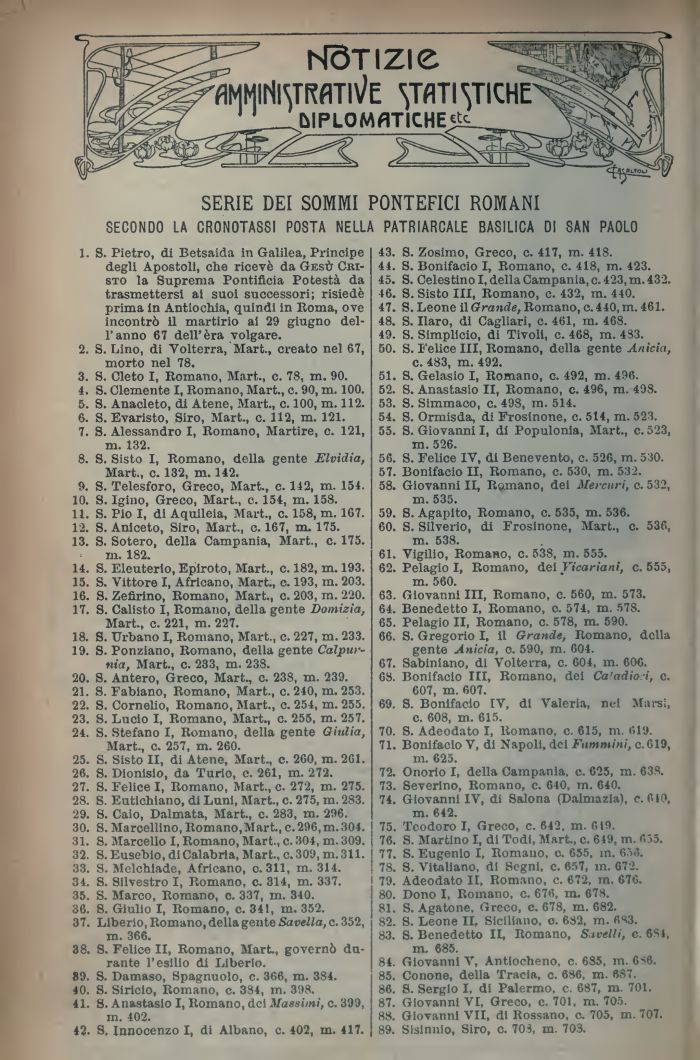 NOTIZIE
AMMINISTRATIVE STATISTICHE
DIPLOMATICHE etc
SERIE DEI SOMMI PONTEFICI ROMANI
SECONDO LA CRONOTASSI POSTA NELLA PATRIARCALE BASILICA DI SAN PAOLO
1. S. Pietro, di Betsaida in Galilea, Principe
degli Apostoli, che ricevè da GESÙ CRI-
STO la Suprema Pontificia Potestà da
trasmettersi ai suoi successori; risiedè
prima in Antiochia, quindi in Roma, ove
incontrò il martirio ai 29 giugno del-
l'anno 67 dell'èra volgare.
2. S. Lino, di Volterra, Mart., creato nel 67,
morto nel 78.
3. S. Cleto I, Romano, Mart., c. 78, m. 90.
4. S. Clemente I, Romano, Mart., c. 90, m. 100.
5. S. Anacleto, di Atene, Mart., c. 100, m. 112.
6. S. Evaristo, Siro, Mart., c. 112, m. 121.
7. S. Alessandro I, Romano, Martire, c. 121,
m. 132.
8. S. Sisto I, Romano, della gente Elvidia,
Mart., c. 132, m. 142.
9. S. Telesforo, Greco, Mart., c. 142, m. 154.
10. S. Igino, Greco, Mart., c. 154, m. 158.
11. S. Pio I, di Aquileia, Mart., c. 158, m. 167.
12. S. Aniceto, Siro, Mart., c. 167, m. 175.
13. S. Sotero, della Campania, Mart., c. 175.
m. 182.
14. S. Eleuterio, Epiroto, Mart., c. 182, m. 193.
15. S. Vittore I, Africano, Mart., c. 193, m. 203.
16. S. Zefirino, Romano, Mart., c. 203, m. 220.
17. S. Calisto I, Romano, della gente Domizia,
Mart., c. 221, m. 227.
18. S. Urbano I, Romano, Mart., c. 227, m. 233.
19. S. Ponziano, Romano, della gente Calpur-
nia, Mart., c. 233, m. 238.
20. S. Antero, Greco, Mart., c. 238, m. 239.
21. S. Fabiano, Romano, Mart., c. 240, m. 253.
22. S. Cornelio, Romano, Mart., c. 254, m. 255.
23. S. Lucio I, Romano, Mart., c. 255, m. 257.
24. S. Stefano I, Romano, della gente Giulia,
Mart., c. 257, m. 260.
25. S. Sisto II, di Atene, Mart., c. 260, m. 261.
26. S. Dionisio, da Turio, c. 261, m. 272.
27. S. Felice I, Romano, Mart., c. 272, m. 275.
28. S. Eutichiano, di Luni, Mart., c. 275, m. 283.
29. S. Caio, Dalmata, Mart., c. 283, m. 296.
30. S. Marcellino, Romano, Mart., c. 296, m. 304.
31. S. Marcello I, Romano, Mart., c. 304, m. 309.
32. S. Eusebio, di Calabria, Mart., c. 309, m. 311.
33. S. Melchiade, Africano, c. 311, m. 314.
34. S. Silvestro I, Romano, c. 314, m. 337.
35. S. Marco, Romano, c. 337, m. 340.
36. S. Giulio I, Romano, c. 341, m. 352.
37. Liberio, Romano, della gente Savella, c. 352,
m. 366.
38. S. Felice II, Romano, Mart., governò du-
rante l'esilio di Liberio.
39. S. Damaso, Spagnuolo, c. 366, m. 384.
40. S. Siricio, Romano, c. 384, m. 398.
41. S. Anastasio I, Romano, dei Massimi, c. 399,
m. 402.
42. S. Innocenzo I, di Albano, c. 402, m. 417.
43. S. Zosimo, Greco, c. 417, m. 418.
44. S. Bonifacio I, Romano, c. 418, m. 423.
45. S. Celestino I, della Campania, c. 423, m. 432.
46. S. Sisto III, Romano, c. 432, m. 440.
47. S. Leone il Grande, Romano, c. 440, m. 461.
48. S. Ilaro, di Cagliari, c. 461, m. 468.
49. S. Simplicio, di Tivoli, c. 468, m. 483.
50. S. Felice III, Romano, della gente Anicia,
c. 483, m. 492.
51. S. Gelasio I, Romano, c. 492, m. 496.
52. S. Anastasio II, Romano, c. 496, m. 498.
53. S. Simmaco, c. 498, m. 514.
54. S. Ormisda, di Frosinone, c. 514, m. 523.
55. S. Giovanni I, di Populonia, Mart., c. 523,
m. 526.
56. S. Felice IV, di Benevento, c. 526, m. 530.
57. Bonifacio II, Romano, c. 530, m. 532.
58. Giovanni II, Romano, dei Mercuri, c. 532,
m. 535.
59. S. Agapito, Romano, c. 535, m. 536.
60. S. Silverio, di Frosinone, Mart., c. 536,
m. 538.
61. Vigilio, Romano, c. 538, m. 555.
62. Pelagio I, Romano, dei Vicariani, c. 555,
m. 560.
63. Giovanni III, Romano, c. 560, m. 573.
64. Benedetto I, Romano, c. 574, m. 578.
65. Pelagio II, Romano, c. 578, m. 590.
66. S. Gregorio I, il Grande, Romano, della
gente Anicia, c. 590, m. 604.
67. Sabiniano, di Volterra, c. 604, m. 606.
68. Bonifacio III, Romano, dei c.
607, m. 607.
69. S. Bonifacio IV, di Valeria, nei Marsi,
c. 608, m. 615.
70. S. Adeodato I, Romano, c. 615, m. 619.
71. Bonifacio V, di Napoli, dei Fummini, c. 619,
m. 625.
72. Onorio I, della Campania, c. 625, m. 638.
73. Severino, Romano, c. 640, m. 640.
74. Giovanni IV, di Salona (Dalmazia), c. 640,
m. 642.
75. Teodoro I, Greco, c. 642, m. 649.
76. S. Martino I, di Todi, Mart., c. 649, m. 655.
77. S. Eugenio I, Romano, c. 655, m. 656.
78. S. Vitaliano, di Segni, c. 657, m. 672.
79. Adeodato II, Romano, c. 672, m. 676.
80. Dono I, Romano, c. 676, m. 678.
81. S. Agatone, Greco, c. 678, m. 682.
82. S. Leone II, Siciliano, c. 682, m. 683.
83. S. Benedetto II, Romano, Savelli, c. 684,
m. 685.
84. Giovanni V, Antiocheno, c. 685, m. 686.
85. Conone, della Tracia, c. 686, m. 687.
86. S. Sergio I, di Palermo, c. 687, m. 701.
87. Giovanni VI, Greco, c. 701, m. 705.
88. Giovanni VII, di Rossano, c. 705, m. 707.
89. Sisinnio, Siro, c. 708, m. 708.